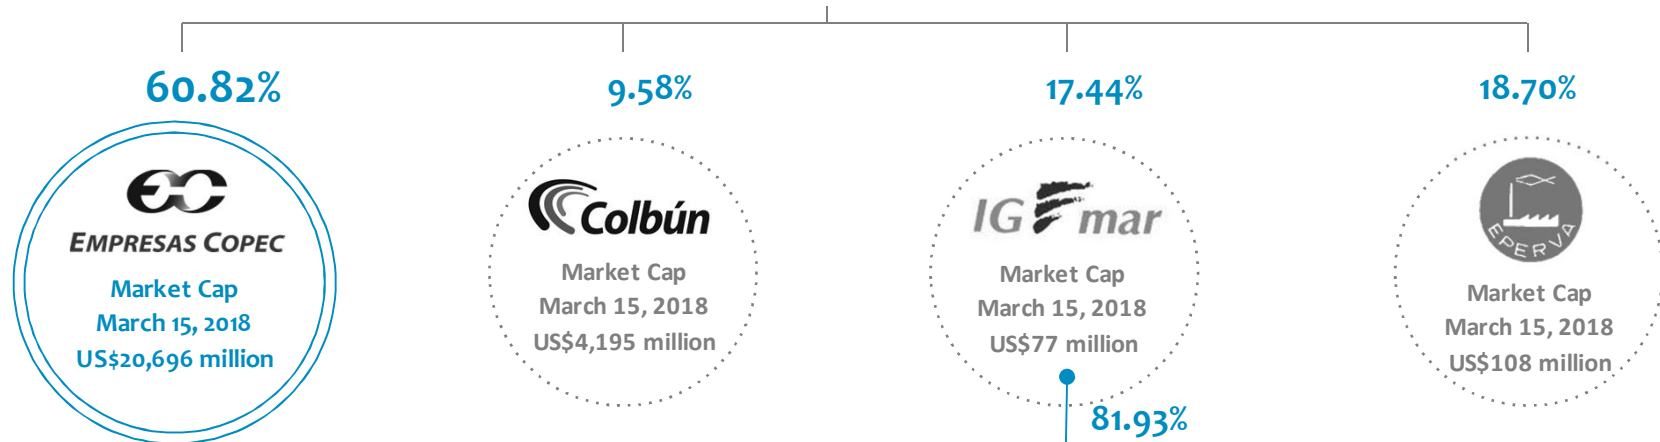 60.82%
9.58%
17.44%
18.70%
EC
EMPRESAS COPEC
Market Cap
March 15, 2018
US$20,696 million
Colbún
Market Cap
March 15, 2018
US$4,195 million
IG mar
Market Cap
March 15, 2018
US$77 million
81.93%
EPERVA
Market Cap
March 15, 2018
US$108 million